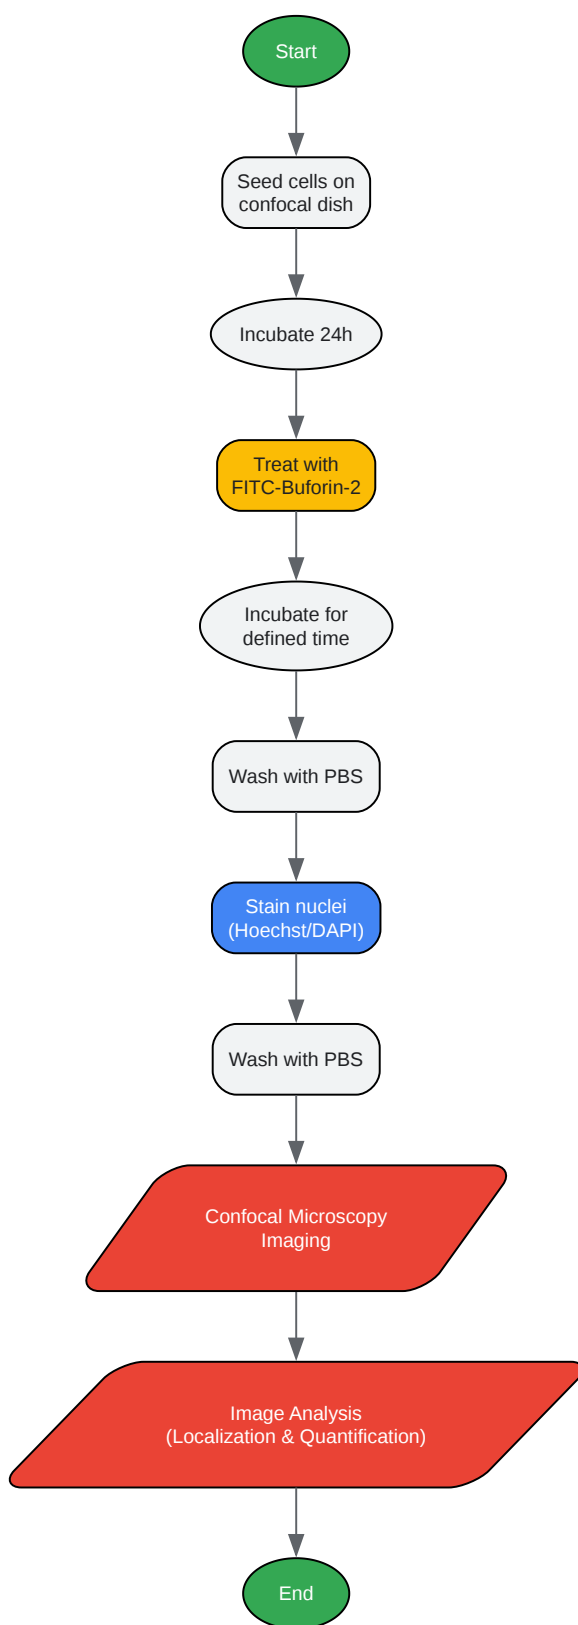 Start
Seed cells on
confocal dish
Incubate 24h
Treat with
FITC-Buforin-2
Incubate for
defined time
Wash with PBS
Stain nuclei
(Hoechst/DAPI)
Wash with PBS
Confocal Microscopy
Imaging
Image Analysis
(Localization & Quantification)
End